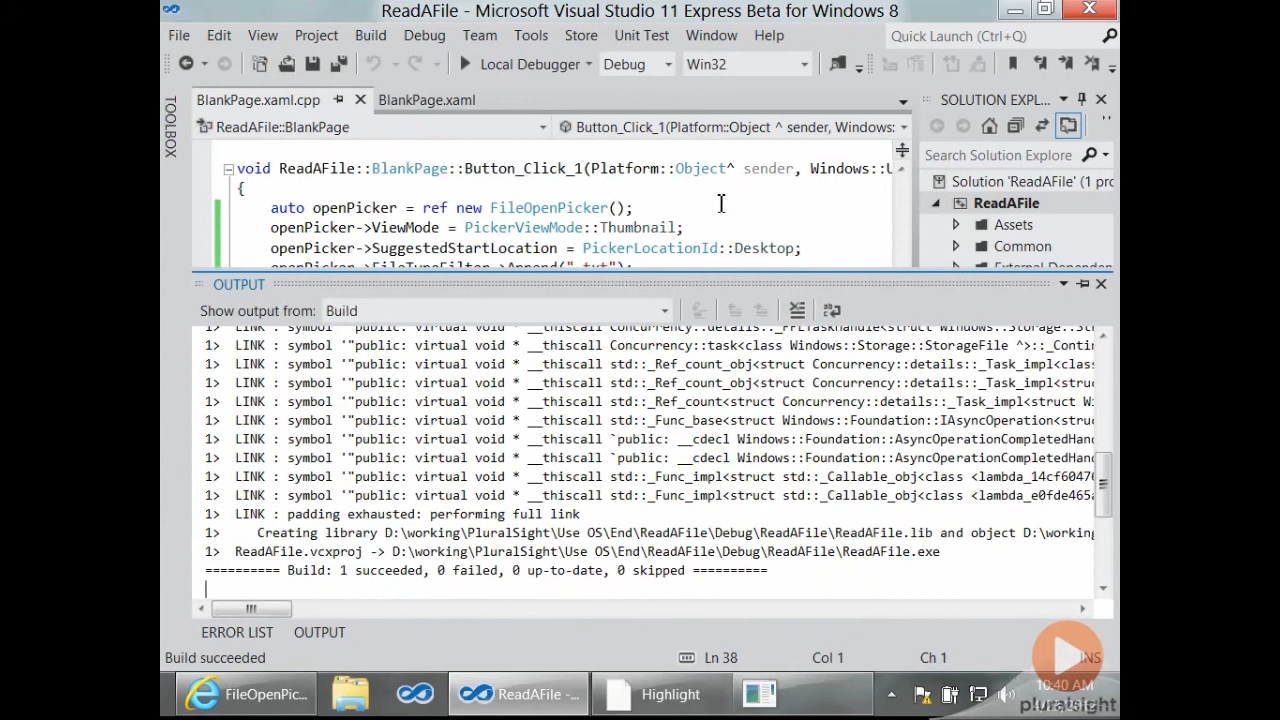 ReadAFile - Microsoft Visual Studio 11 Express Beta for Windows 8
File Edit View Project Build Debug Team Tools Store Unit Test Window Help Quick Launch (Ctrl+Q)
Local Debugger Debug Win32
TOOLBOX
BlankPage.xaml.cpp BlankPage.xaml
ReadAFile::BlankPage Button_Click_1(Platform::Object ^ sender, Windows:
void ReadAFile::BlankPage::Button_Click_1(Platform::Object^ sender, Windows::U
{
auto openPicker = ref new FileOpenPicker();
openPicker->ViewMode = PickerViewMode::Thumbnail;
openPicker->SuggestedStartLocation = PickerLocationId::Desktop;
openPicker->FileTypeFilter->Append(".txt");
SOLUTION EXPL...
Search Solution Explore
Solution 'ReadAFile' (1 pro
ReadAFile
Assets
Common
External Depender
OUTPUT
Show output from: Build
1> LINK : symbol '"public: virtual void * __thiscall Concurrency::details::_PPLTaskHandle<struct Windows::Storage::St
1> LINK : symbol '"public: virtual void * __thiscall Concurrency::task<class Windows::Storage::StorageFile ^>::_Conti
1> LINK : symbol '"public: virtual void * __thiscall std::_Ref_count_obj<struct Concurrency::details::_Task_impl<class
1> LINK : symbol '"public: virtual void * __thiscall std::_Ref_count_obj<struct Concurrency::details::_Task_impl<struc
1> LINK : symbol '"public: virtual void * __thiscall std::_Ref_count<struct Concurrency::details::_Task_impl<struct Wi
1> LINK : symbol '"public: virtual void * __thiscall std::_Func_base<struct Windows::Foundation::IAsyncOperation<struc
1> LINK : symbol '"public: virtual void * __thiscall `public: __cdecl Windows::Foundation::AsyncOperationCompletedHand
1> LINK : symbol '"public: virtual void * __thiscall `public: __cdecl Windows::Foundation::AsyncOperationCompletedHand
1> LINK : symbol '"public: virtual void * __thiscall std::_Func_impl<struct std::_Callable_obj<class <lambda_14cf6047
1> LINK : symbol '"public: virtual void * __thiscall std::_Func_impl<struct std::_Callable_obj<class <lambda_e0fde465a
1> LINK : padding exhausted: performing full link
1> Creating library D:\working\PluralSight\Use OS\End\ReadAFile\Debug\ReadAFile\ReadAFile.lib and object D:\working
1> ReadAFile.vcxproj -> D:\working\PluralSight\Use OS\End\ReadAFile\Debug\ReadAFile\ReadAFile.exe
========== Build: 1 succeeded, 0 failed, 0 up-to-date, 0 skipped ==========
ERROR LIST OUTPUT
Build succeeded Ln 38 Col 1 Ch 1 INS
FileOpenPic... ReadAFile -... Highlight 10:40 AM
pluralsight